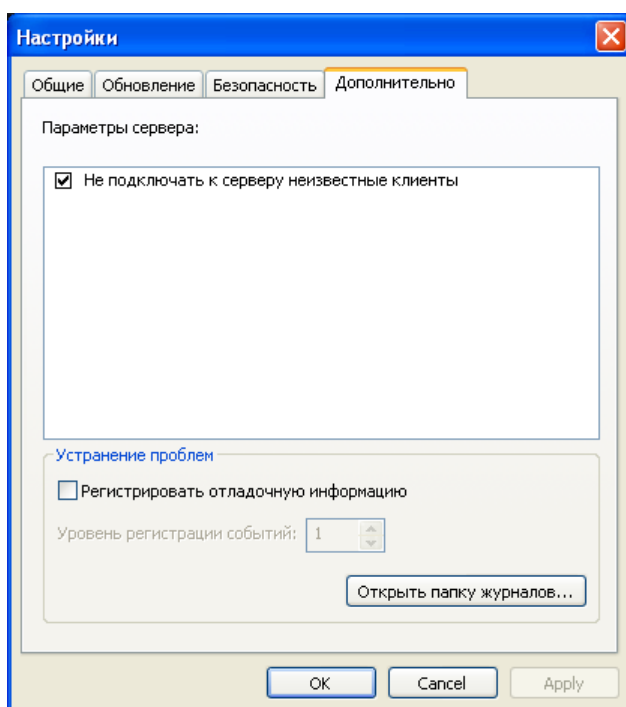 Настройки
Общие Обновление Безопасность Дополнительно
Параметры сервера:
Не подключать к серверу неизвестные клиенты
Устранение проблем
Регистрировать отладочную информацию
Уровень регистрации событий: 1
Открыть папку журналов...
OK Cancel Apply